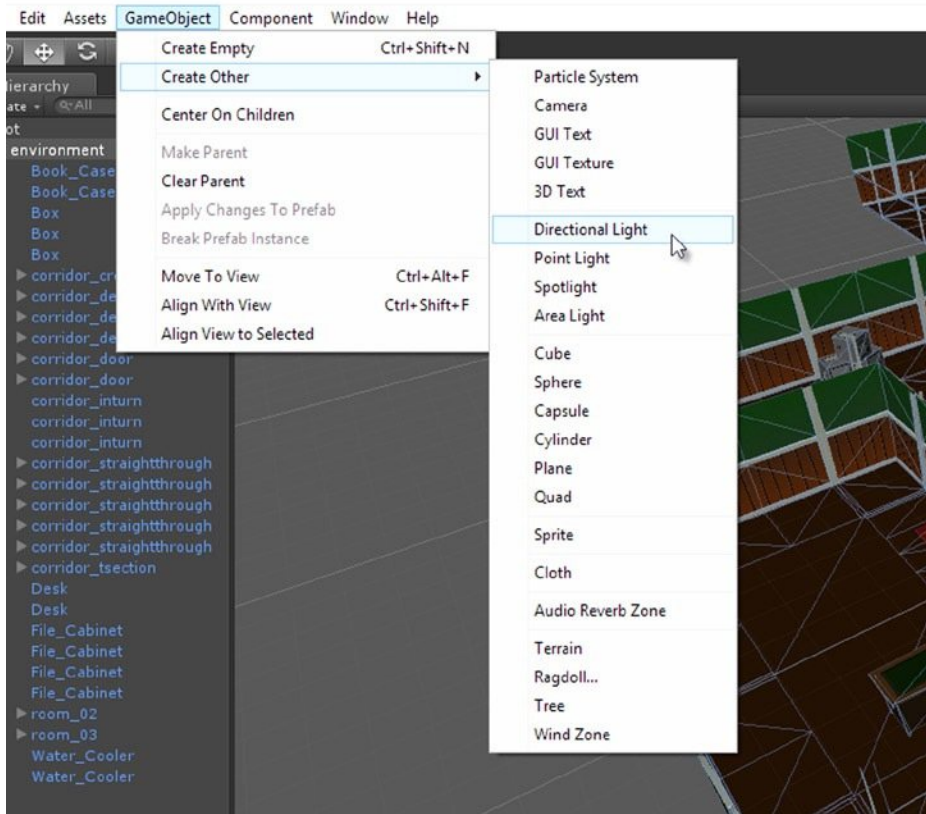 Edit Assets GameObject Component Window Help
Create Empty Ctrl+Shift+N
Create Other
Center On Children
Make Parent
Clear Parent
Apply Changes To Prefab
Break Prefab Instance
Move To View Ctrl+Alt+F
Align With View Ctrl+Shift+F
Align View to Selected
Particle System
Camera
GUI Text
GUI Texture
3D Text
Directional Light
Point Light
Spotlight
Area Light
Cube
Sphere
Capsule
Cylinder
Plane
Quad
Sprite
Cloth
Audio Reverb Zone
Terrain
Ragdoll...
Tree
Wind Zone
ierarchy
ate All
ot
environment
Book_Case
Book_Case
Box
Box
Box
corridor_cr
corridor_de
corridor_de
corridor_de
corridor_door
corridor_door
corridor_inturn
corridor_inturn
corridor_inturn
corridor_straightthrough
corridor_straightthrough
corridor_straightthrough
corridor_straightthrough
corridor_straightthrough
corridor_tsection
Desk
Desk
File_Cabinet
File_Cabinet
File_Cabinet
File_Cabinet
room_02
room_03
Water_Cooler
Water_Cooler